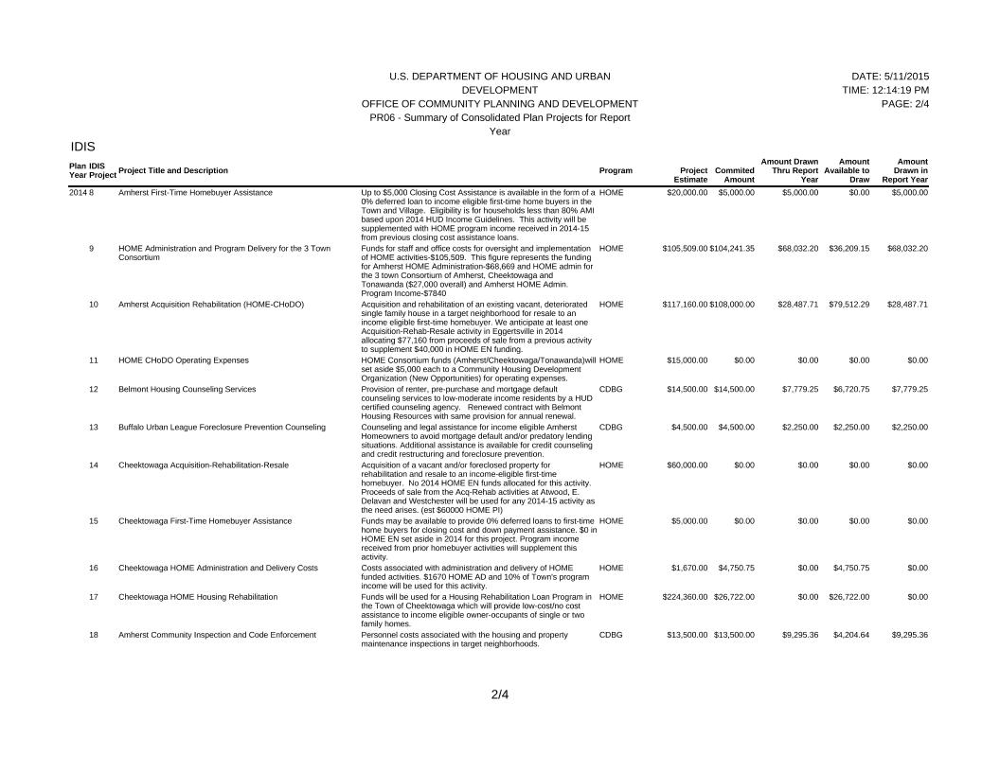 U.S. DEPARTMENT OF HOUSING AND URBAN
DEVELOPMENT
OFFICE OF COMMUNITY PLANNING AND DEVELOPMENT
PR06 - Summary of Consolidated Plan Projects for Report
Year
DATE: 5/11/2015
TIME: 12:14:19 PM
PAGE: 2/4
IDIS
Plan IDIS Project Title and Description Program Project Commited Amount Drawn Amount Amount
Year Project Estimate Amount Thru Report Available to Drawn in
Year Draw Report Year
2014 8 Amherst First-Time Homebuyer Assistance Up to $5,000 Closing Cost Assistance is available in the form of a HOME $20,000.00 $5,000.00 $5,000.00 $0.00 $5,000.00
0% deferred loan to income eligible first-time home buyers in the
Town and Village.  Eligibility is for households less than 80% AMI
based upon 2014 HUD Income Guidelines.  This activity will be
supplemented with HOME program income received in 2014-15
from previous closing cost assistance loans.
9 HOME Administration and Program Delivery for the 3 Town Funds for staff and office costs for oversight and implementation HOME $105,509.00 $104,241.35 $68,032.20 $36,209.15 $68,032.20
Consortium of HOME activities-$105,509.  This figure represents the funding
for Amherst HOME Administration-$68,669 and HOME admin for
the 3 town Consortium of Amherst, Cheektowaga and
Tonawanda ($27,000 overall) and Amherst HOME Admin.
Program Income-$7840
10 Amherst Acquisition Rehabilitation (HOME-CHoDO) Acquisition and rehabilitation of an existing vacant, deteriorated HOME $117,160.00 $108,000.00 $28,487.71 $79,512.29 $28,487.71
single family house in a target neighborhood for resale to an
income eligible first-time homebuyer. We anticipate at least one
Acquisition-Rehab-Resale activity in Eggertsville in 2014
allocating $77,160 from proceeds of sale from a previous activity
to supplement $40,000 in HOME EN funding.
11 HOME CHoDO Operating Expenses HOME Consortium funds (Amherst/Cheektowaga/Tonawanda)will HOME $15,000.00 $0.00 $0.00 $0.00 $0.00
set aside $5,000 each to a Community Housing Development
Organization (New Opportunities) for operating expenses.
12 Belmont Housing Counseling Services Provision of renter, pre-purchase and mortgage default CDBG $14,500.00 $14,500.00 $7,779.25 $6,720.75 $7,779.25
counseling services to low-moderate income residents by a HUD
certified counseling agency.   Renewed contract with Belmont
Housing Resources with same provision for annual renewal.
13 Buffalo Urban League Foreclosure Prevention Counseling Counseling and legal assistance for income eligible Amherst CDBG $4,500.00 $4,500.00 $2,250.00 $2,250.00 $2,250.00
Homeowners to avoid mortgage default and/or predatory lending
situations. Additional assistance is available for credit counseling
and credit restructuring and foreclosure prevention.
14 Cheektowaga Acquisition-Rehabilitation-Resale Acquisition of a vacant and/or foreclosed property for HOME $60,000.00 $0.00 $0.00 $0.00 $0.00
rehabilitation and resale to an income-eligible first-time
homebuyer.  No 2014 HOME EN funds allocated for this activity.
Proceeds of sale from the Acq-Rehab activities at Atwood, E.
Delavan and Westchester will be used for any 2014-15 activity as
the need arises. (est $60000 HOME PI)
15 Cheektowaga First-Time Homebuyer Assistance Funds may be available to provide 0% deferred loans to first-time HOME $5,000.00 $0.00 $0.00 $0.00 $0.00
home buyers for closing cost and down payment assistance. $0 in
HOME EN set aside in 2014 for this project. Program income
received from prior homebuyer activities will supplement this
activity.
16 Cheektowaga HOME Administration and Delivery Costs Costs associated with administration and delivery of HOME HOME $1,670.00 $4,750.75 $0.00 $4,750.75 $0.00
funded activities. $1670 HOME AD and 10% of Town's program
income will be used for this activity.
17 Cheektowaga HOME Housing Rehabilitation Funds will be used for a Housing Rehabilitation Loan Program in HOME $224,360.00 $26,722.00 $0.00 $26,722.00 $0.00
the Town of Cheektowaga which will provide low-cost/no cost
assistance to income eligible owner-occupants of single or two
family homes.
18 Amherst Community Inspection and Code Enforcement Personnel costs associated with the housing and property CDBG $13,500.00 $13,500.00 $9,295.36 $4,204.64 $9,295.36
maintenance inspections in target neighborhoods.
2/4